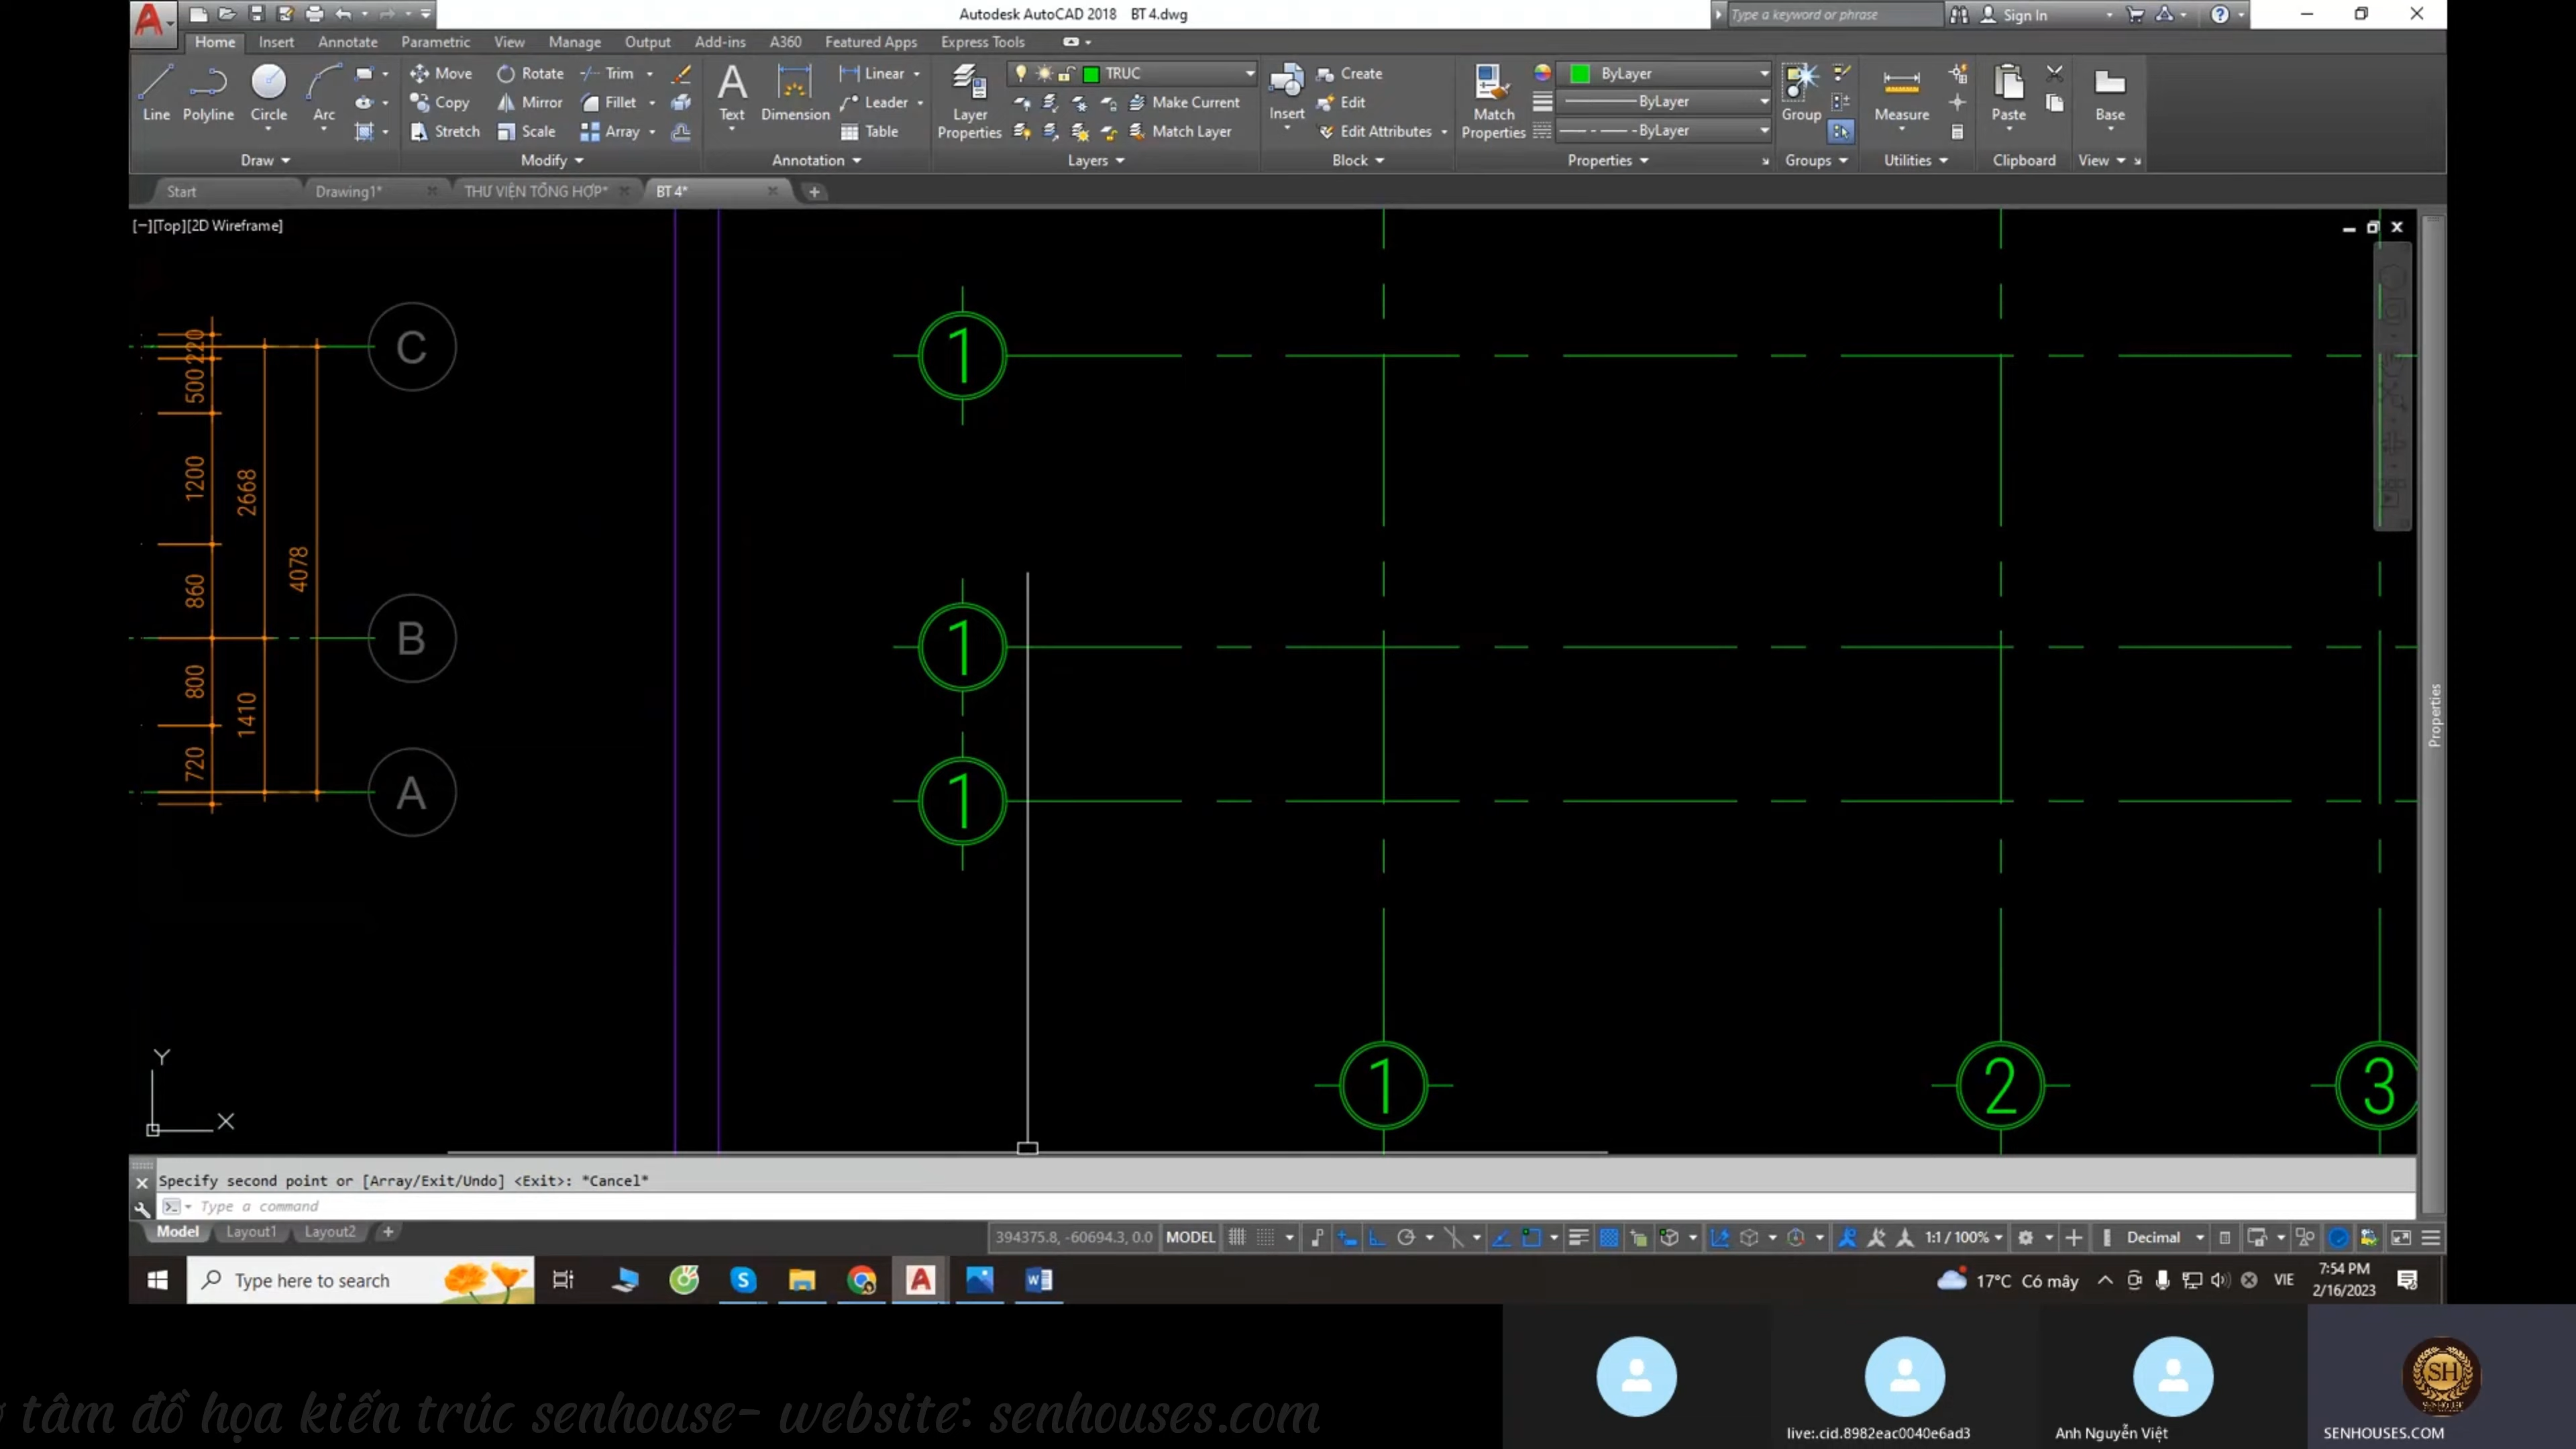 Autodesk AutoCAD 2018 BT 4.dwg
Type a keyword or phrase
Sign In
Home Insert Annotate Parametric View Manage Output Add-ins A360 Featured Apps Express Tools
Line Polyline Circle Arc
Move Rotate Trim
Copy Mirror Fillet
Stretch Scale Array
Text Dimension
Linear
Leader
Table
Layer Properties
TRUC
Make Current
Match Layer
Insert
Create
Edit
Edit Attributes
Match Properties
ByLayer
ByLayer
ByLayer
Group
Measure
Paste
Base
Draw Modify Annotation Layers Block Properties Groups Utilities Clipboard View
Start Drawing1* THƯ VIỆN TỔNG HỢP* BT 4*
[−][Top][2D Wireframe]
220
500
1200
860
800
720
2668
1410
4078
C
B
A
1
1
1
1 2 3
Properties
Y
X
Specify second point or [Array/Exit/Undo] <Exit>: *Cancel*
Type a command
Model Layout1 Layout2 +
394375.8, -60694.3, 0.0 MODEL 1:1 / 100% Decimal
Type here to search
17°C Có mây
VIE
7:54 PM
2/16/2023
tâm đồ họa kiến trúc senhouse- website: senhouses.com
SH
live:.cid.8982eac0040e6ad3
Anh Nguyễn Việt
SENHOUSES.COM